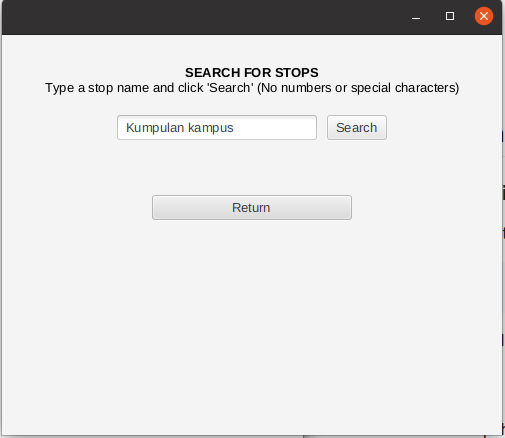 SEARCH FOR STOPS
Type a stop name and click 'Search' (No numbers or special characters)
Kumpulan kampus
Search
Return